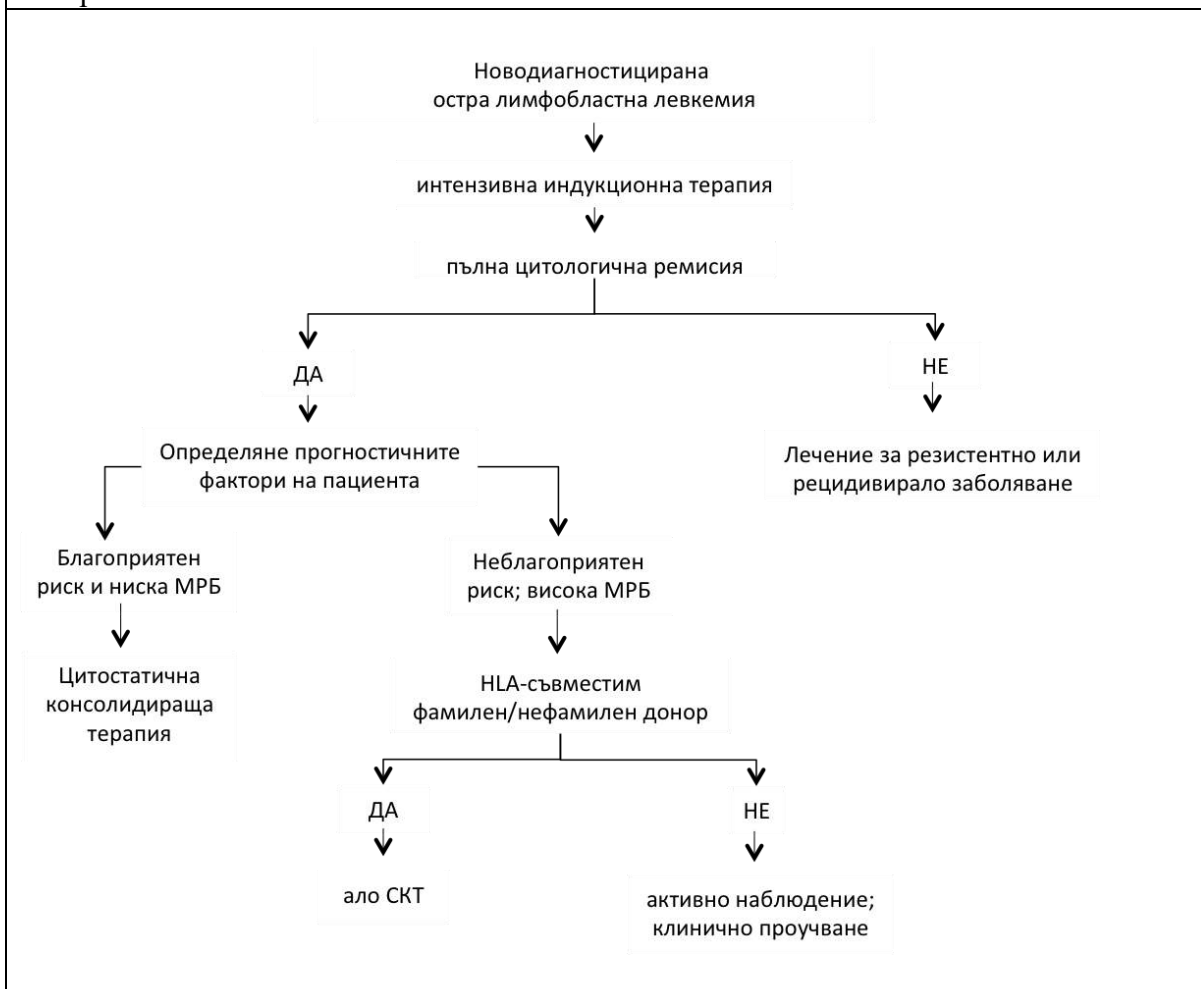 Новодиагностицирана
остра лимфобластна левкемия
интензивна индукционна терапия
пълна цитологична ремисия
ДА
НЕ
Определяне прогностичните
фактори на пациента
Лечение за резистентно или
рецидивирало заболяване
Благоприятен
риск и ниска МРБ
Неблагоприятен
риск; висока МРБ
Цитостатична
консолидираща
терапия
HLA-съвместим
фамилен/нефамилен донор
ДА
НЕ
ало СКТ
активно наблюдение;
клинично проучване